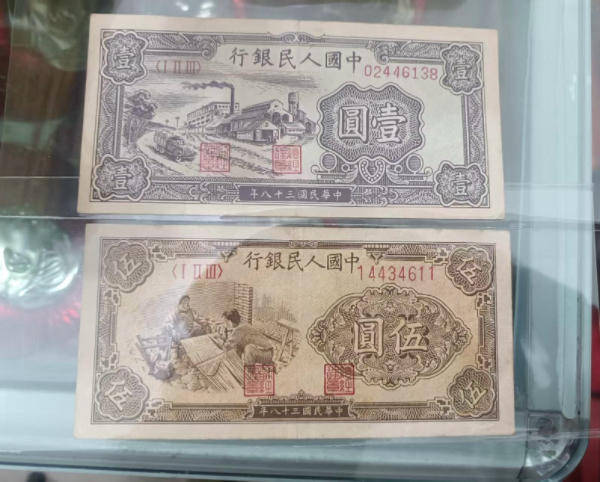 壹
中國人民銀行
壹
〈I II III〉
02446138
壹圓
壹
中華民國三十八年
壹
伍
中國人民銀行
伍
〈I II III〉
14434611
伍圓
伍
中華民國三十八年
伍